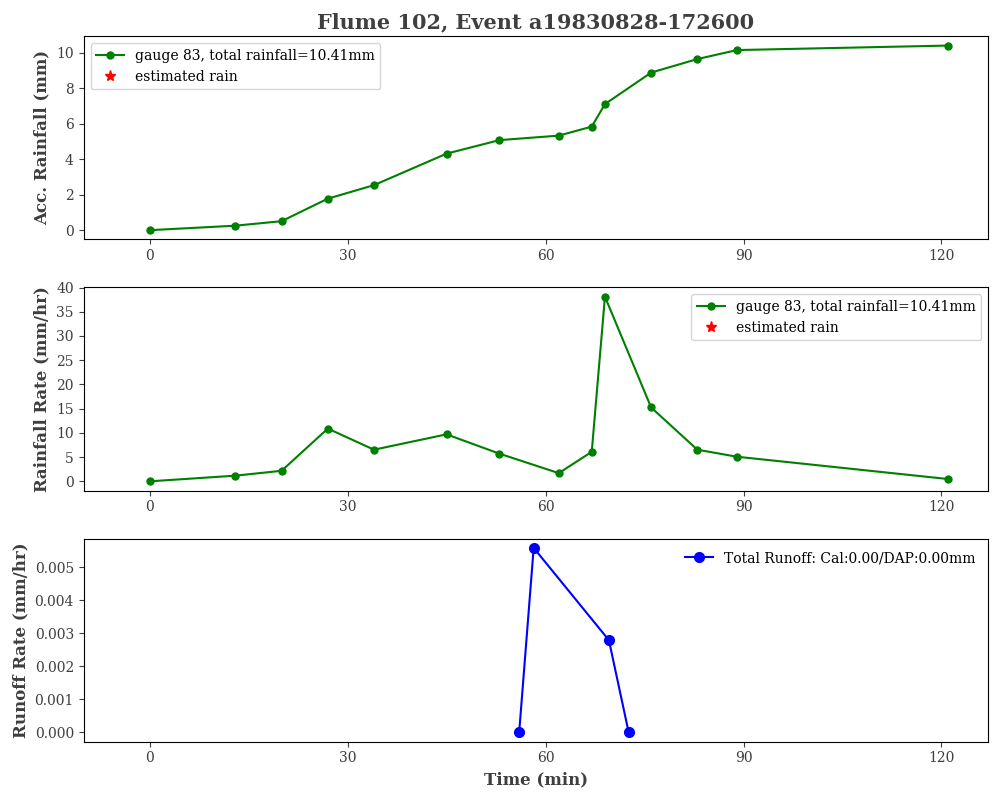 Flume 102, Event a19830828-172600
Acc. Rainfall (mm)
10
8
6
4
2
0
gauge 83, total rainfall=10.41mm
estimated rain
0 30 60 90 120
Rainfall Rate (mm/hr)
40
35
30
25
20
15
10
5
0
gauge 83, total rainfall=10.41mm
estimated rain
0 30 60 90 120
Runoff Rate (mm/hr)
0.005
0.004
0.003
0.002
0.001
0.000
Total Runoff: Cal:0.00/DAP:0.00mm
0 30 60 90 120
Time (min)